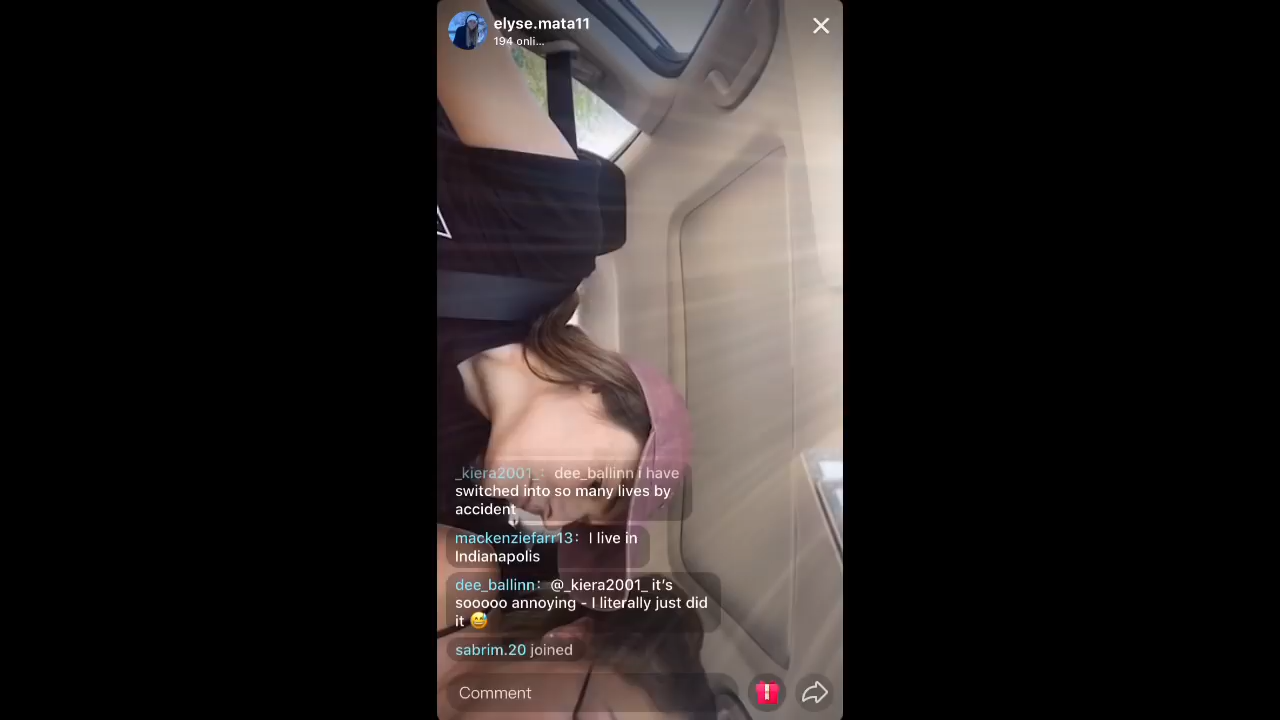 elyse.mata11
194 onli...
_kiera2001_: dee_ballinn i have
switched into so many lives by
accident
mackenziefarr13: I live in
Indianapolis
dee_ballinn: @_kiera2001_ it's
sooooo annoying - I literally just did
it 😅
sabrim.20 joined
Comment